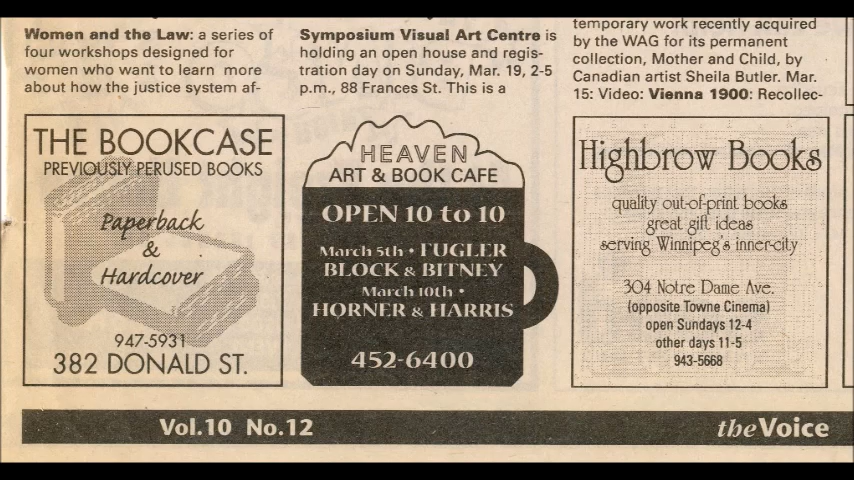 Women and the Law: a series of
four workshops designed for
women who want to learn more
about how the justice system af-
Symposium Visual Art Centre is
holding an open house and regis-
tration day on Sunday, Mar. 19, 2-5
p.m., 88 Frances St. This is a
temporary work recently acquired
by the WAG for its permanent
collection, Mother and Child, by
Canadian artist Sheila Butler. Mar.
15: Video: Vienna 1900: Recollec-
THE BOOKCASE
PREVIOUSLY PERUSED BOOKS
Paperback
&
Hardcover
947-5931
382 DONALD ST.
HEAVEN
ART & BOOK CAFE
OPEN 10 to 10
March 5th • FUGLER
BLOCK & BITNEY
March 10th •
HORNER & HARRIS
452-6400
Highbrow Books
quality out-of-print books
great gift ideas
serving Winnipeg's inner-city
304 Notre Dame Ave.
(opposite Towne Cinema)
open Sundays 12-4
other days 11-5
943-5668
Vol.10 No.12
theVoice